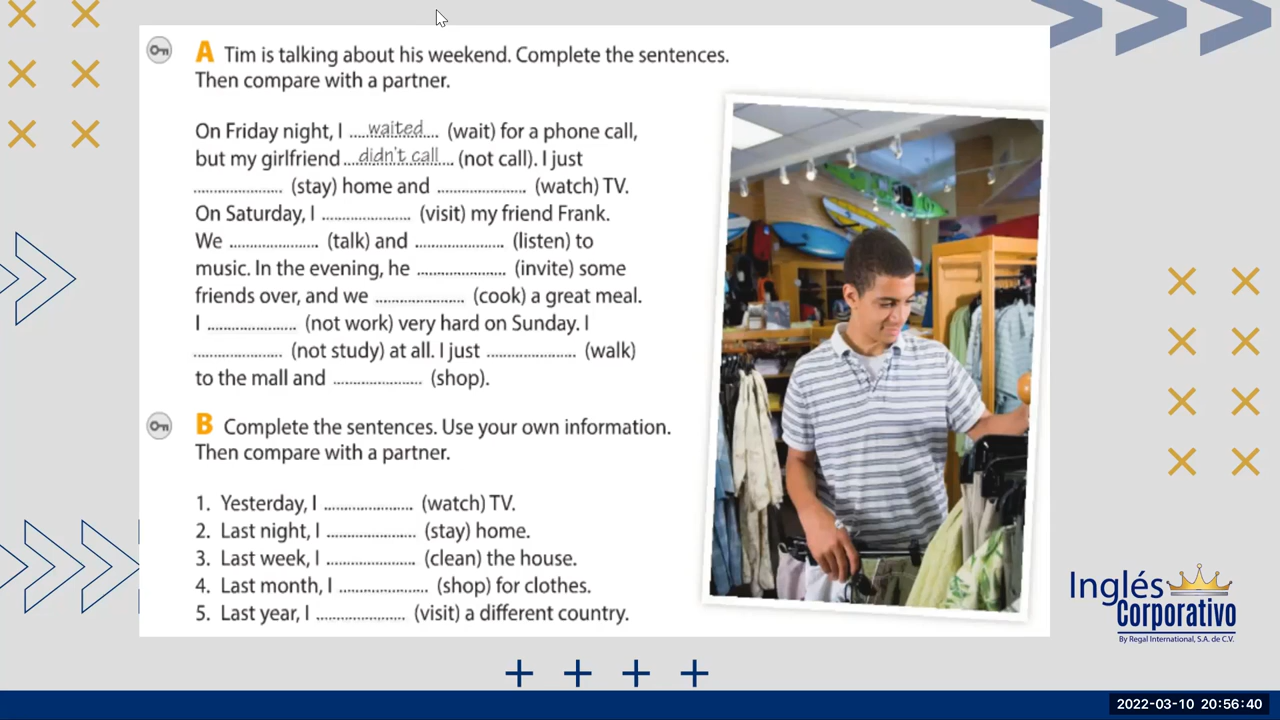 A Tim is talking about his weekend. Complete the sentences.
Then compare with a partner.
On Friday night, I ....waited.... (wait) for a phone call,
but my girlfriend ...didn't call... (not call). I just
.................... (stay) home and .................... (watch) TV.
On Saturday, I .................... (visit) my friend Frank.
We .................... (talk) and .................... (listen) to
music. In the evening, he .................... (invite) some
friends over, and we .................... (cook) a great meal.
I .................... (not work) very hard on Sunday. I
.................... (not study) at all. I just .................... (walk)
to the mall and .................... (shop).
B Complete the sentences. Use your own information.
Then compare with a partner.
1. Yesterday, I .................... (watch) TV.
2. Last night, I .................... (stay) home.
3. Last week, I .................... (clean) the house.
4. Last month, I .................... (shop) for clothes.
5. Last year, I .................... (visit) a different country.
Inglés
Corporativo
By Regal International, S.A. de C.V.
2022-03-10 20:56:40